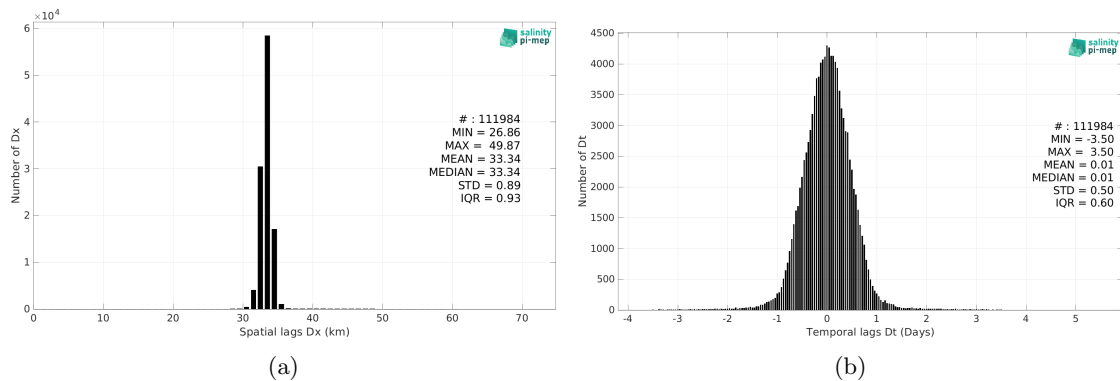 ×10⁴
6
5
4
3
2
1
0
Number of Dx
0 10 20 30 40 50 60 70
Spatial lags Dx (km)
salinity
pi-mep
# : 111984
MIN = 26.86
MAX = 49.87
MEAN = 33.34
MEDIAN = 33.34
STD = 0.89
IQR = 0.93
(a)
4500
4000
3500
3000
2500
2000
1500
1000
500
0
Number of Dt
-4 -3 -2 -1 0 1 2 3 4 5
Temporal lags Dt (Days)
salinity
pi-mep
# : 111984
MIN = -3.50
MAX = 3.50
MEAN = 0.01
MEDIAN = 0.01
STD = 0.50
IQR = 0.60
(b)